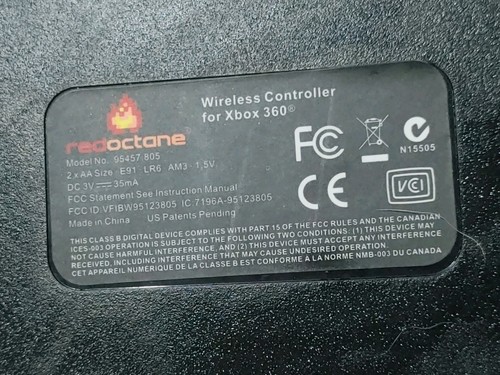 redoctane
Wireless Controller
for Xbox 360®
Model No. 95457.805
2 x AA Size E91 LR6 AM3 - 1.5V
DC 3V 35mA
FCC Statement See Instruction Manual
FCC ID.VFIBW95123805 IC:7196A-95123805
Made in China US Patents Pending
FC
N15505
CE
VCI
THIS CLASS B DIGITAL DEVICE COMPLIES WITH PART 15 OF FCC RULES AND THE CANADIAN
ICES-003 OPERATION IS SUBJECT TO THE FOLLOWING TWO CONDITIONS: (1) THIS DEVICE MAY
NOT CAUSE HARMFUL INTERFERENCE, AND (2) THIS DEVICE MUST ACCEPT ANY INTERFERENCE
RECEIVED, INCLUDING INTERFERENCE THAT MAY CAUSE UNDESIRED OPERATION.
CET APPAREIL NUMÉRIQUE DE LA CLASSE B EST CONFORME À LA NORME NMB-003 DU CANADA